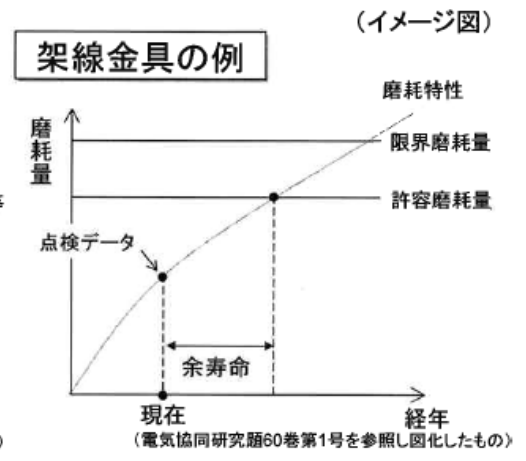 （イメージ図）
架線金具の例
磨耗特性
磨耗量
限界磨耗量
許容磨耗量
点検データ
余寿命
現在
経年
（電気協同研究題60巻第1号を参照し図化したもの）